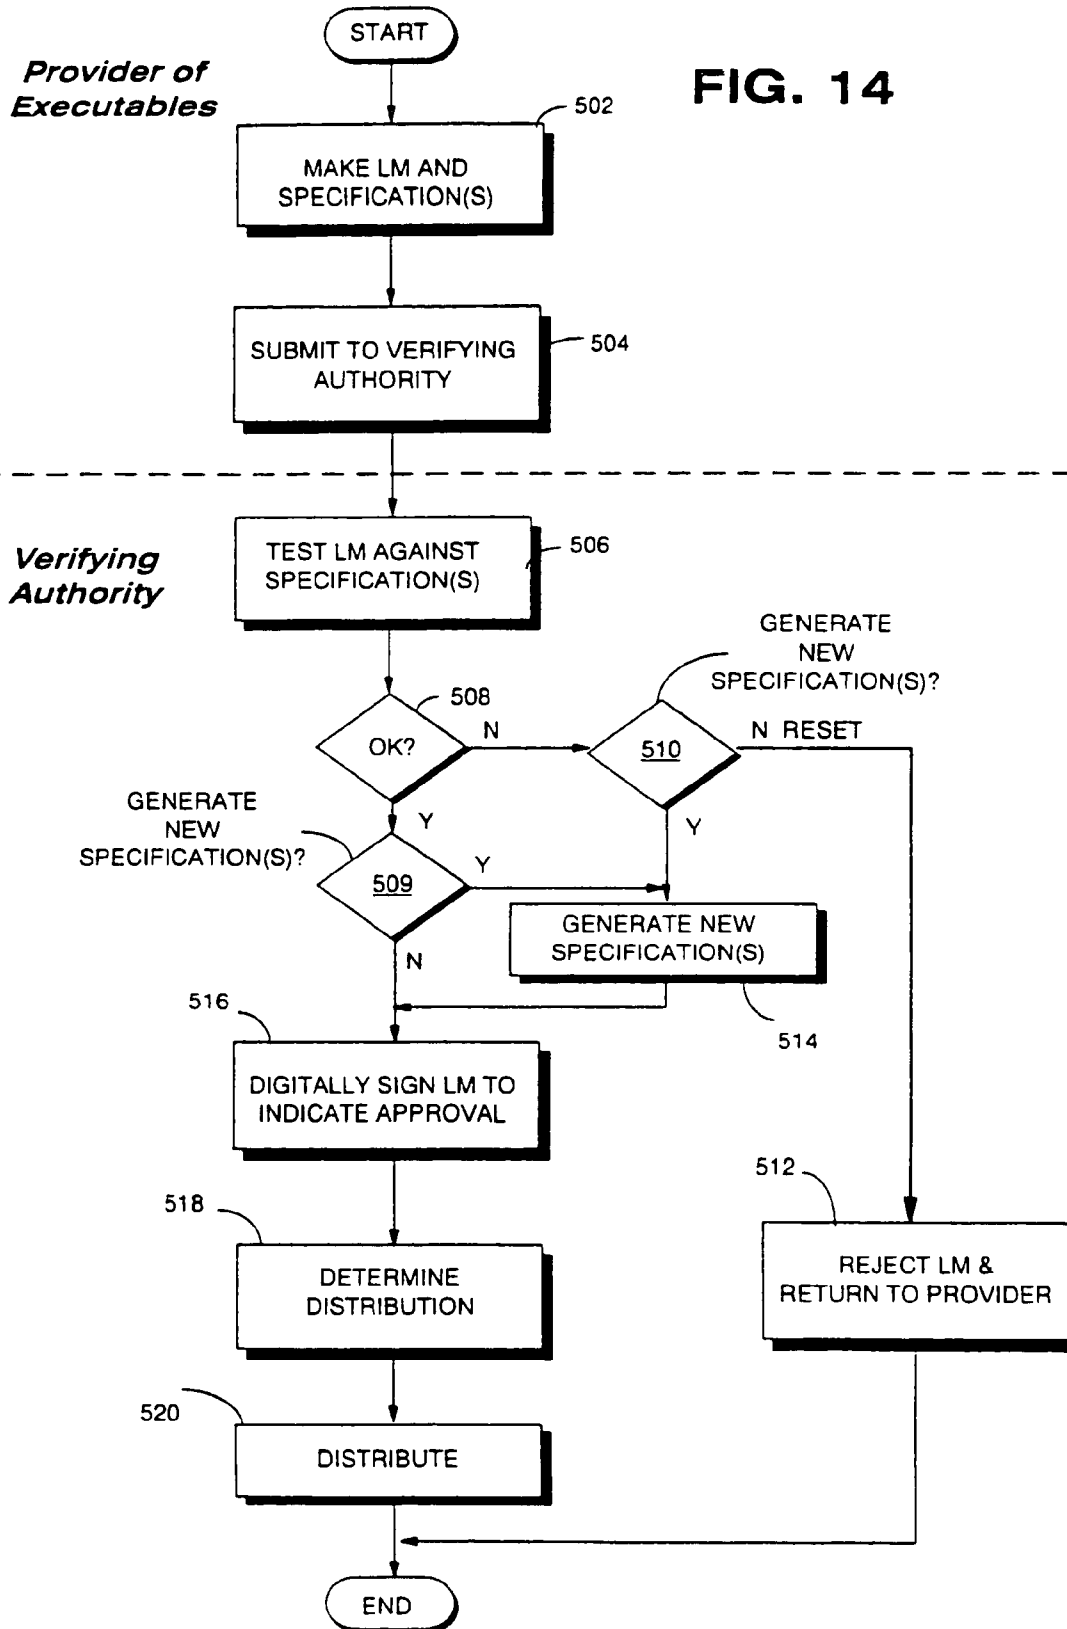 START
Provider of
Executables
FIG. 14
502
MAKE LM AND
SPECIFICATION(S)
504
SUBMIT TO VERIFYING
AUTHORITY
Verifying
Authority
506
TEST LM AGAINST
SPECIFICATION(S)
GENERATE
NEW
SPECIFICATION(S)?
508
OK?
N
510
N RESET
GENERATE
NEW
SPECIFICATION(S)?
Y
Y
509
Y
GENERATE NEW
SPECIFICATION(S)
N
514
516
DIGITALLY SIGN LM TO
INDICATE APPROVAL
512
REJECT LM &
RETURN TO PROVIDER
518
DETERMINE
DISTRIBUTION
520
DISTRIBUTE
END